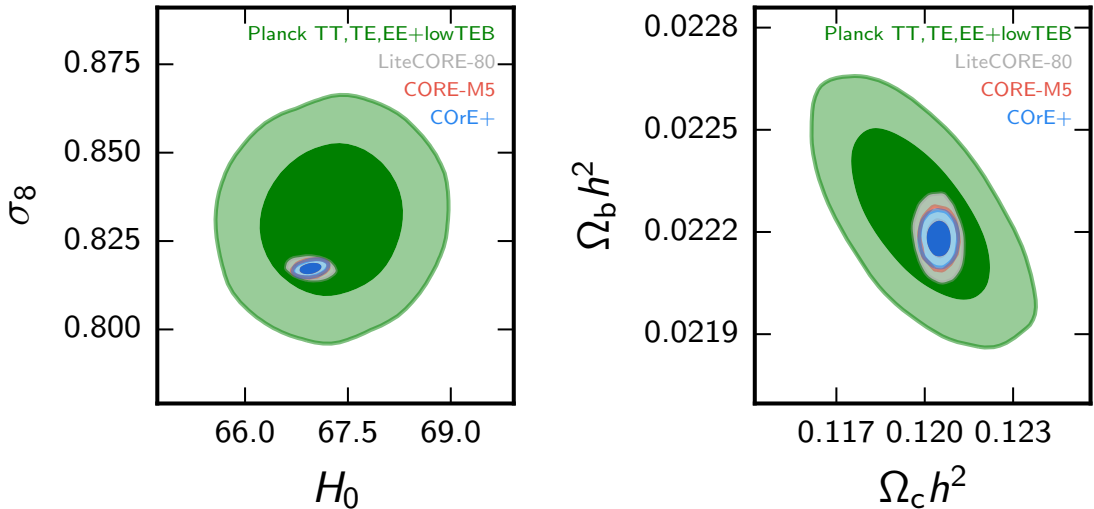 Planck TT,TE,EE+lowTEB
LiteCORE-80
CORE-M5
COrE+
0.875
0.850
0.825
0.800
σ8
66.0 67.5 69.0
H0
Planck TT,TE,EE+lowTEB
LiteCORE-80
CORE-M5
COrE+
0.0228
0.0225
0.0222
0.0219
Ωbh²
0.117 0.120 0.123
Ωch²